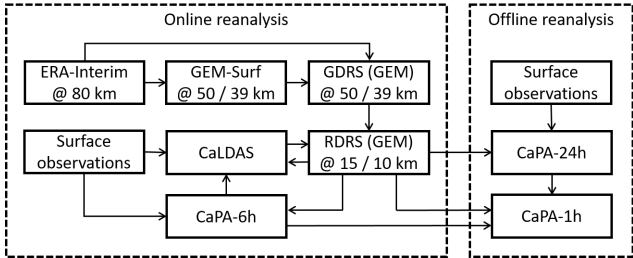 Online reanalysis
Offline reanalysis
ERA-Interim
@ 80 km
GEM-Surf
@ 50 / 39 km
GDRS (GEM)
@ 50 / 39 km
Surface
observations
Surface
observations
CaLDAS
RDRS (GEM)
@ 15 / 10 km
CaPA-24h
CaPA-6h
CaPA-1h